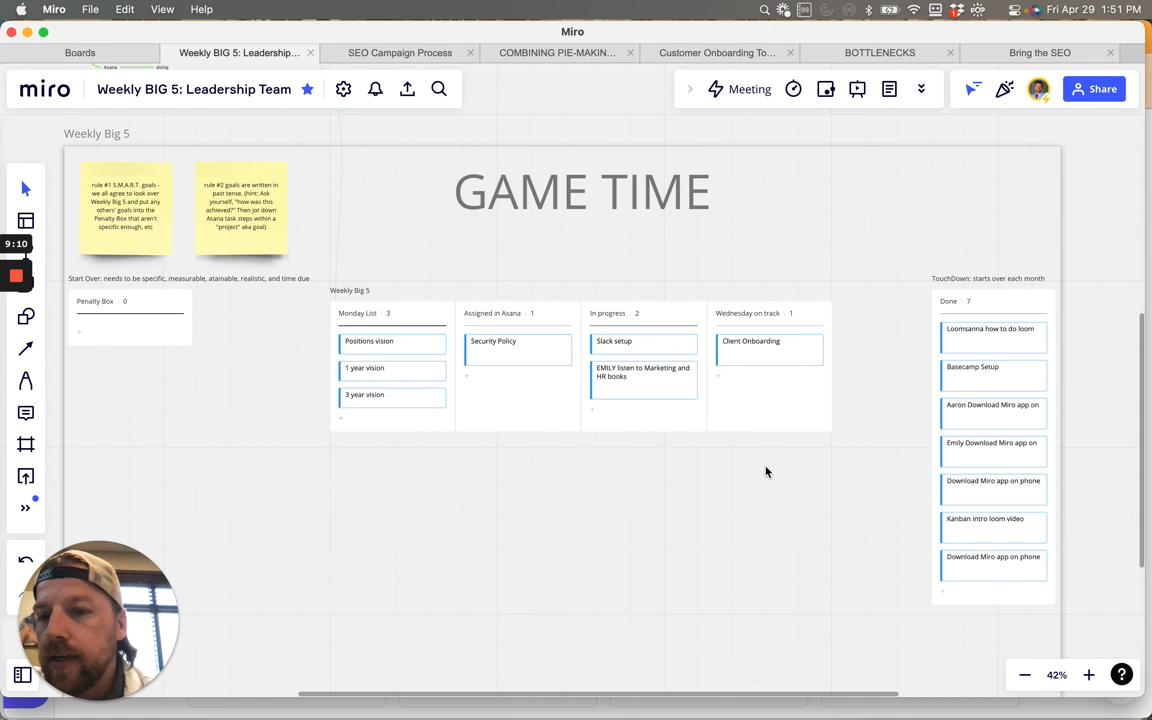 Miro File Edit View Window Help
99
Fri Apr 29 1:51 PM
Miro
Boards
Weekly BIG 5: Leadership...
SEO Campaign Process
COMBINING PIE-MAKIN...
Customer Onboarding To...
BOTTLENECKS
Bring the SEO
Asana
doing
miro
Weekly BIG 5: Leadership Team
Meeting
Share
Weekly Big 5
rule #1 S.M.A.R.T. goals -
we all agree to look over
Weekly Big 5 and put any
others' goals into the
Penalty Box that aren't
specific enough, etc
rule #2 goals are written in
past tense. (hint: Ask
yourself, "how was this
achieved?" Then jot down
Asana task steps within a
"project" aka goal)
GAME TIME
9:10
Start Over: needs to be specific, measurable, atainable, realistic, and time due
Penalty Box 0
Weekly Big 5
Monday List 3
Positions vision
1 year vision
3 year vision
Assigned in Asana 1
Security Policy
In progress 2
Slack setup
EMILY listen to Marketing and
HR books
Wednesday on track 1
Client Onboarding
TouchDown: starts over each month
Done 7
Loomsanna how to do loom
Basecamp Setup
Aaron Download Miro app on
Emily Download Miro app on
Download Miro app on phone
Kanban intro loom video
Download Miro app on phone
42%